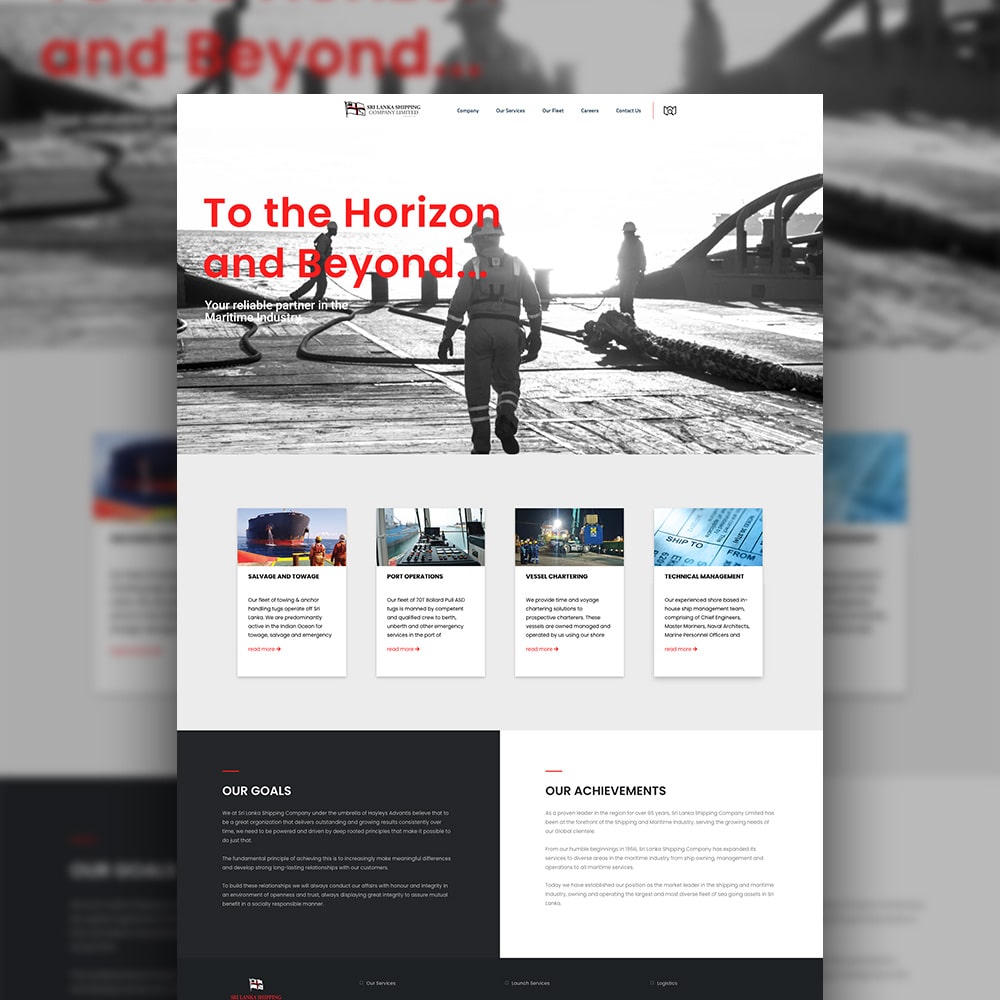 SRI LANKA SHIPPING
COMPANY LIMITED
Company
Our Services
Our Fleet
Careers
Contact Us
To the Horizon
and Beyond...
Your reliable partner in the
Maritime Industry
SHIP TO
FROM
SALVAGE AND TOWAGE
Our fleet of towing & anchor
handling tugs operate off Sri
Lanka. We are predominantly
active in the Indian Ocean for
towage, salvage and emergency
read more →
PORT OPERATIONS
Our fleet of 70T Bollard Pull ASD
tugs is manned by competent
and qualified crew to berth,
unberth and other emergency
services in the port of
read more →
VESSEL CHARTERING
We provide time and voyage
chartering solutions to
prospective charterers. These
vessels are owned managed and
operated by us using our shore
read more →
TECHNICAL MANAGEMENT
Our experienced shore based in-
house ship management team,
comprising of Chief Engineers,
Master Mariners, Naval Architects,
Marine Personnel Officers and
read more →
OUR GOALS
We at Sri Lanka Shipping Company under the umbrella of Hayleys Advantis believe that to
be a great organization that delivers outstanding and growing results consistently over
time, we need to be powered and driven by deep rooted principles that make it possible to
do just that.
The fundamental principle of achieving this is to increasingly make meaningful differences
and develop strong long-lasting relationships with our customers.
To build these relationships we will always conduct our affairs with honour and integrity in
an environment of openness and trust, always displaying great integrity to assure mutual
benefit in a socially responsible manner.
OUR ACHIEVEMENTS
As a proven leader in the region for over 65 years, Sri Lanka Shipping Company Limited has
been at the forefront of the Shipping and Maritime Industry, serving the growing needs of
our Global clientele.
From our humble beginnings in 1956, Sri Lanka Shipping Company has expanded its
services to diverse areas in the maritime industry from ship owning, management and
operations to all maritime services.
Today we have established our position as the market leader in the shipping and maritime
industry, owning and operating the largest and most diverse fleet of sea going assets in Sri
Lanka.
SRI LANKA SHIPPING
Our Services
Launch Services
Logistics
and Beyond...